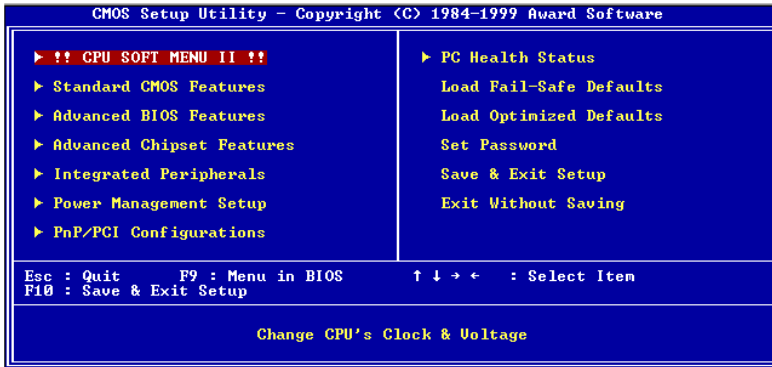 CMOS Setup Utility - Copyright (C) 1984-1999 Award Software
!! CPU SOFT MENU II !!
Standard CMOS Features
Advanced BIOS Features
Advanced Chipset Features
Integrated Peripherals
Power Management Setup
PnP/PCI Configurations
PC Health Status
Load Fail-Safe Defaults
Load Optimized Defaults
Set Password
Save & Exit Setup
Exit Without Saving
Esc : Quit F9 : Menu in BIOS ↑ ↓ → ← : Select Item
F10 : Save & Exit Setup
Change CPU's Clock & Voltage